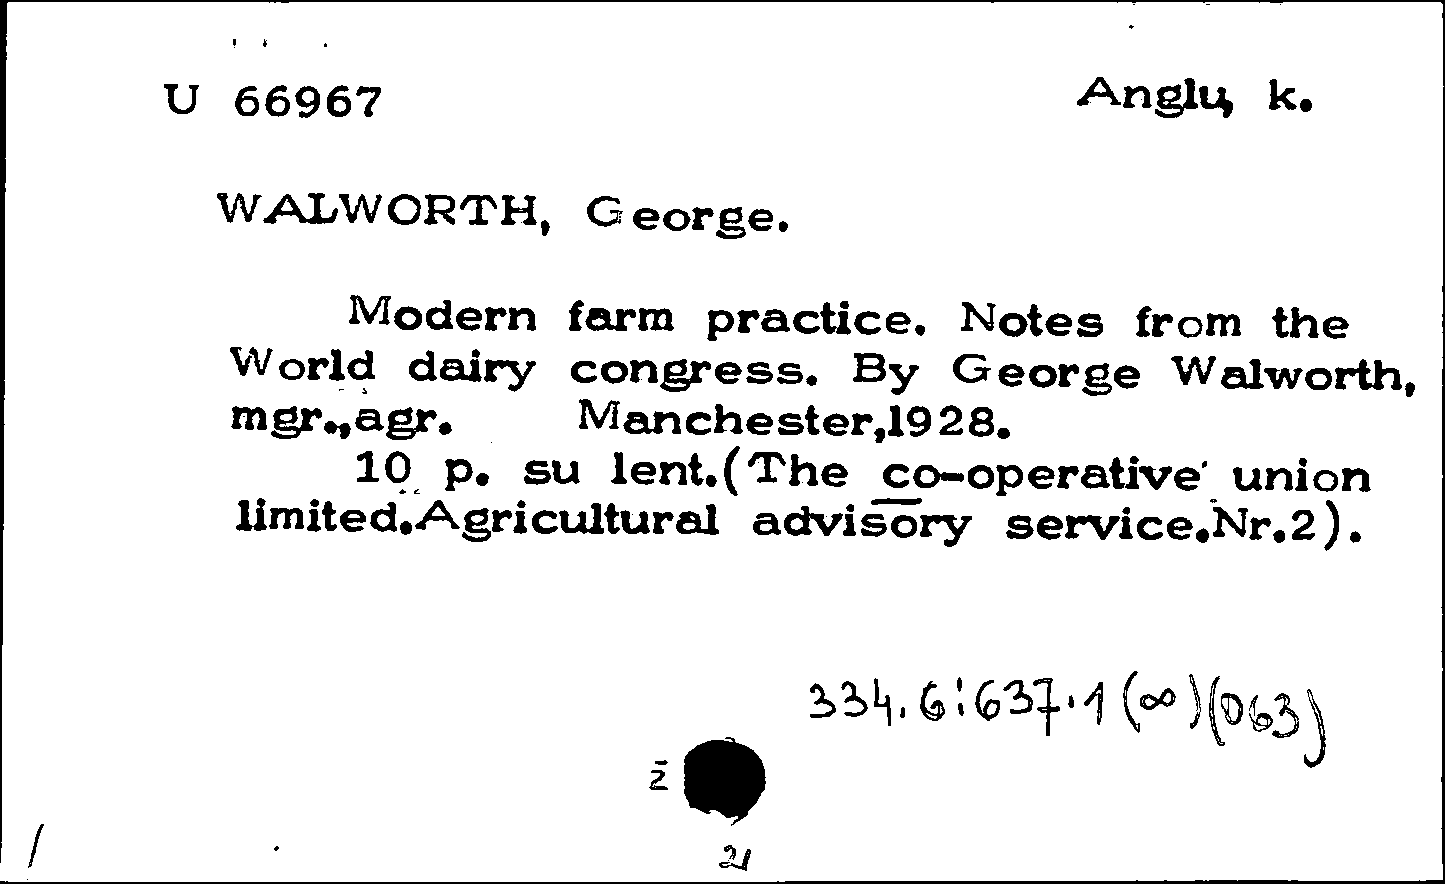 U 66967 Anglų k.
WALWORTH, George.
Modern farm practice. Notes from the
World dairy congress. By George Walworth,
mgr.,agr. Manchester,1928.
10 p. su lent.(The co-operative union
limited.Agricultural advisory service.Nr.2).
334.6:637.1(∞)(063)
ž
21